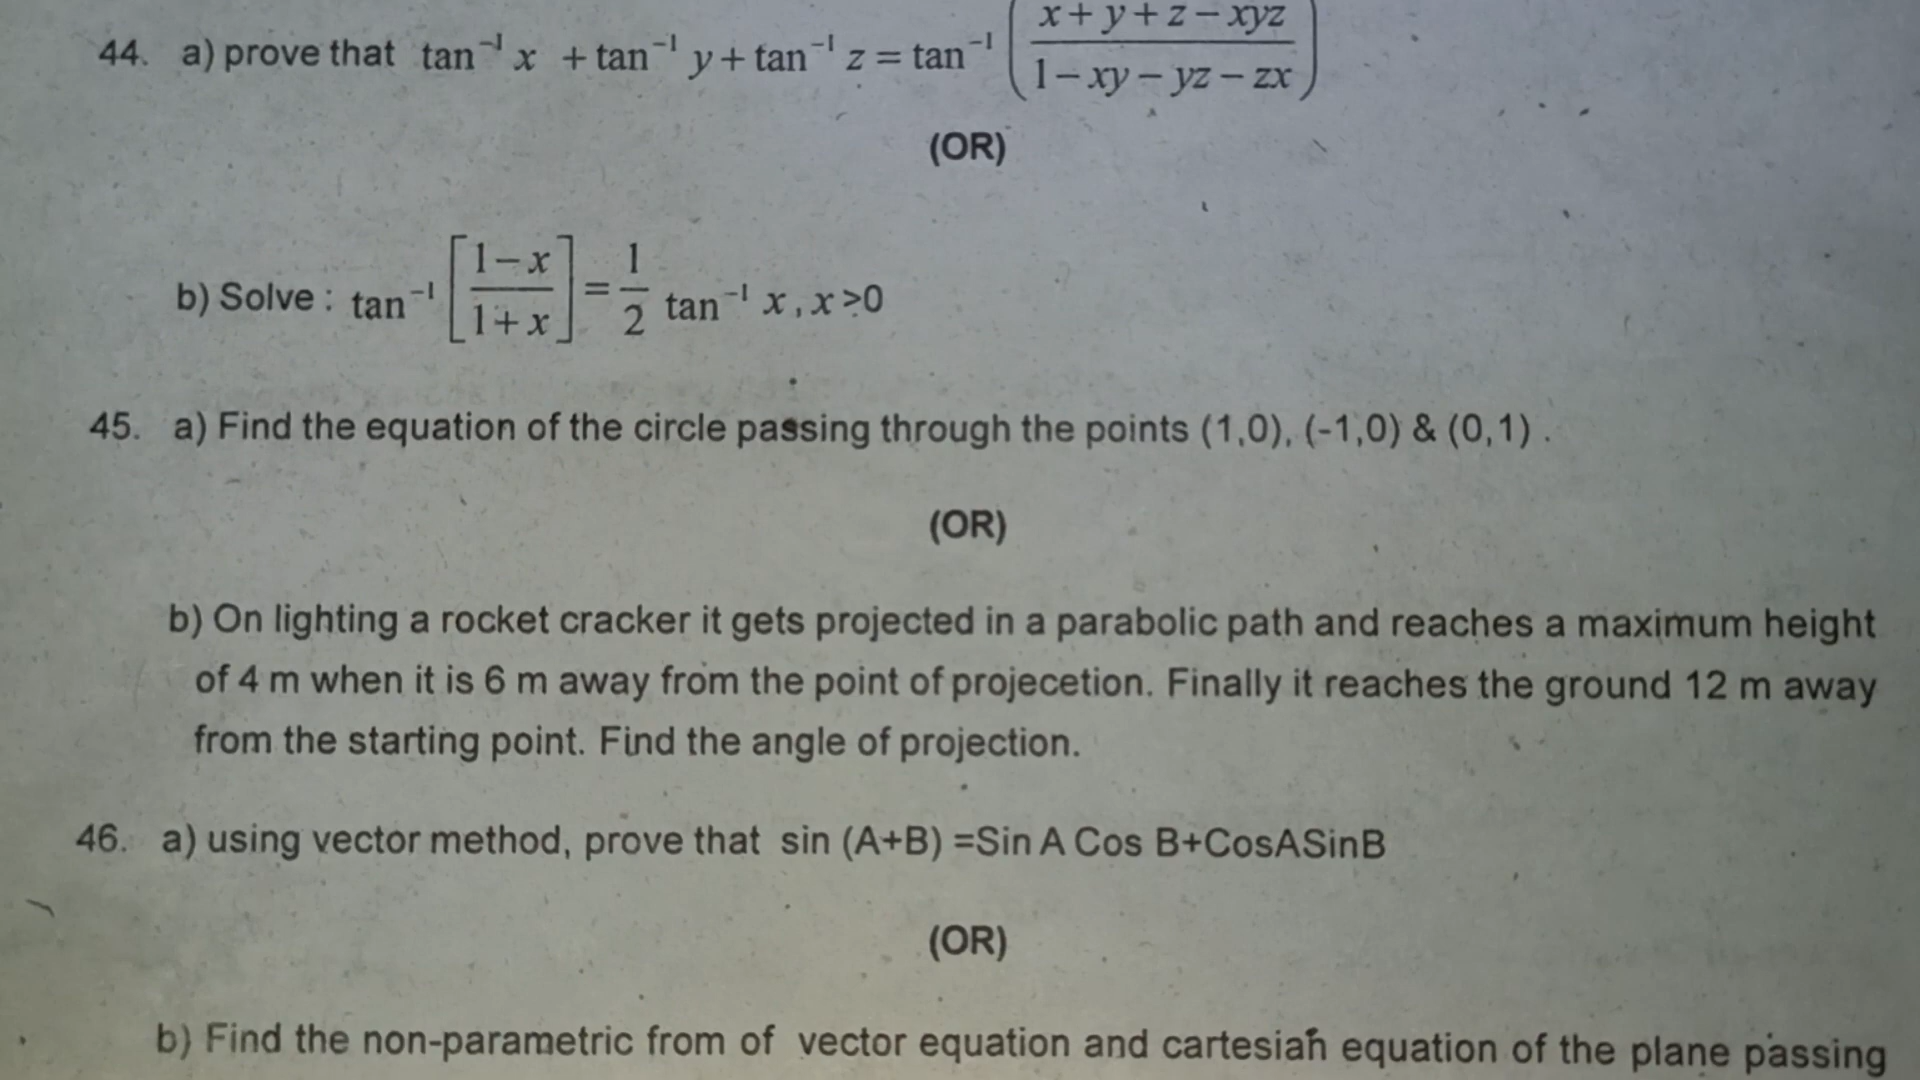 44. a) prove that tan⁻¹ x + tan⁻¹ y + tan⁻¹ z = tan⁻¹ ( (x + y + z − xyz) / (1 − xy − yz − zx) )
(OR)
b) Solve : tan⁻¹ [ (1 − x) / (1 + x) ] = 1/2 tan⁻¹ x , x >0
45. a) Find the equation of the circle passing through the points (1,0), (-1,0) & (0,1) .
(OR)
b) On lighting a rocket cracker it gets projected in a parabolic path and reaches a maximum height
of 4 m when it is 6 m away from the point of projecetion. Finally it reaches the ground 12 m away
from the starting point. Find the angle of projection.
46. a) using vector method, prove that sin (A+B) =Sin A Cos B+CosASinB
(OR)
b) Find the non-parametric from of vector equation and cartesian equation of the plane passing